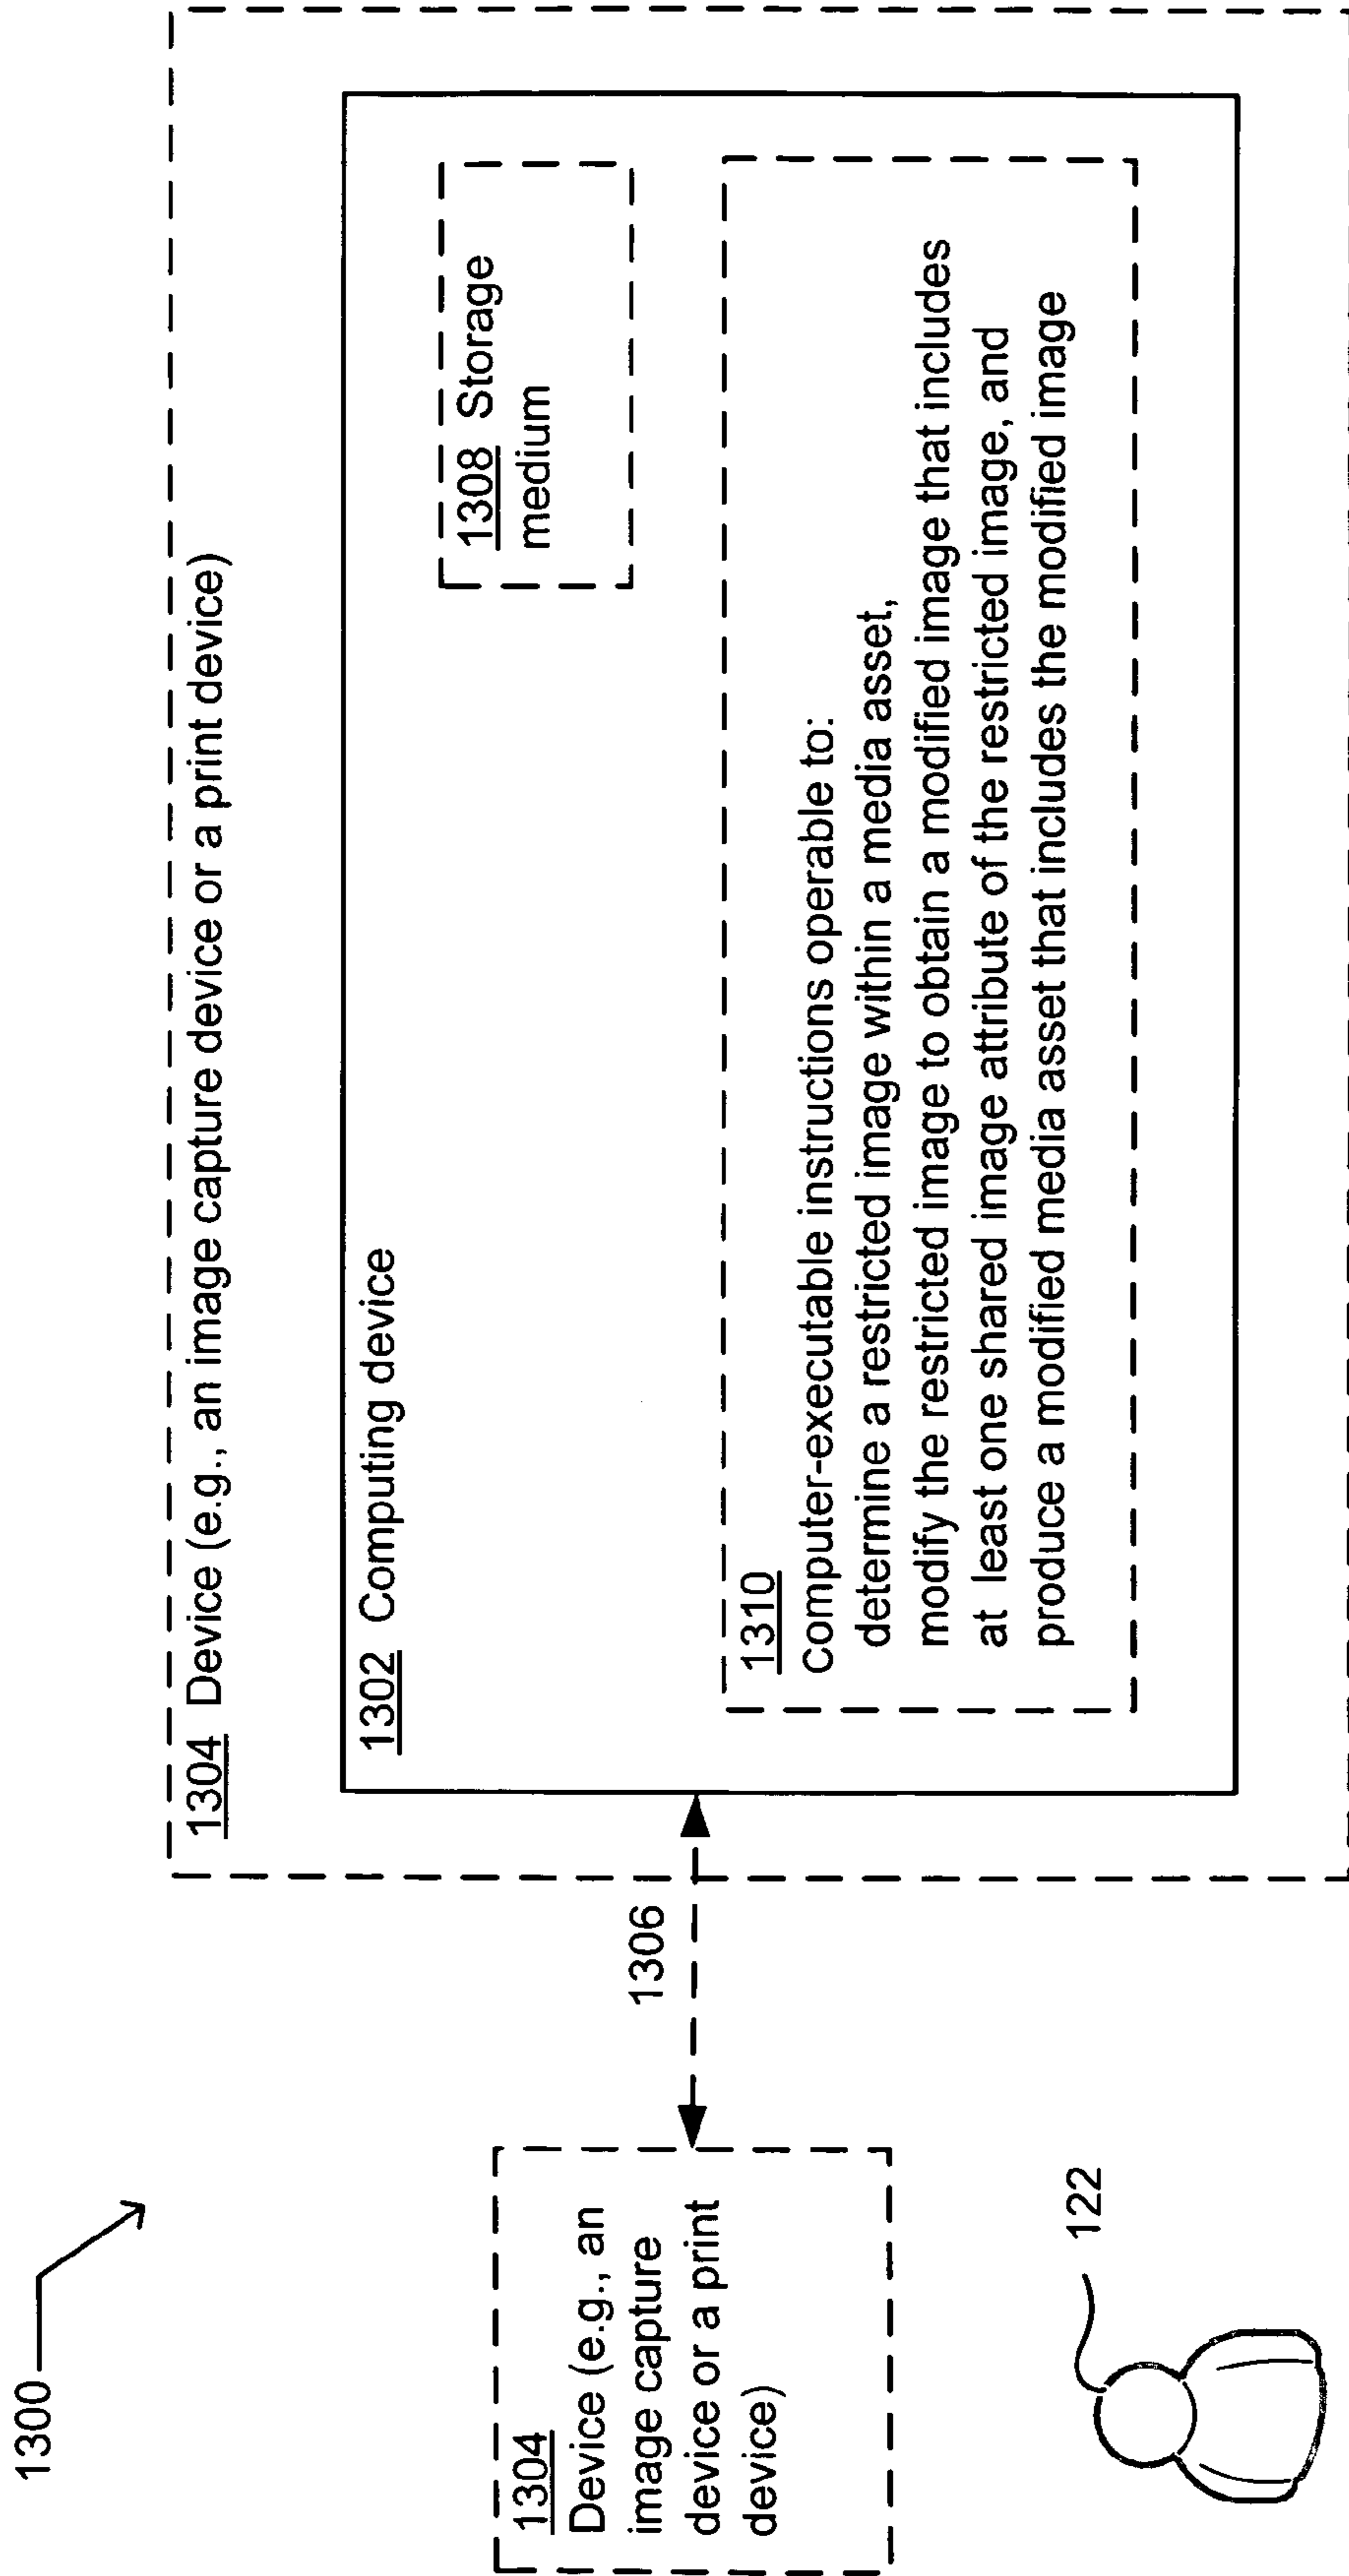 1300
1304 Device (e.g., an image capture device or a print device)
1302 Computing device
1308 Storage
medium
1310
Computer-executable instructions operable to:
determine a restricted image within a media asset,
modify the restricted image to obtain a modified image that includes
at least one shared image attribute of the restricted image, and
produce a modified media asset that includes the modified image
1306
1304
Device (e.g., an
image capture
device or a print
device)
122